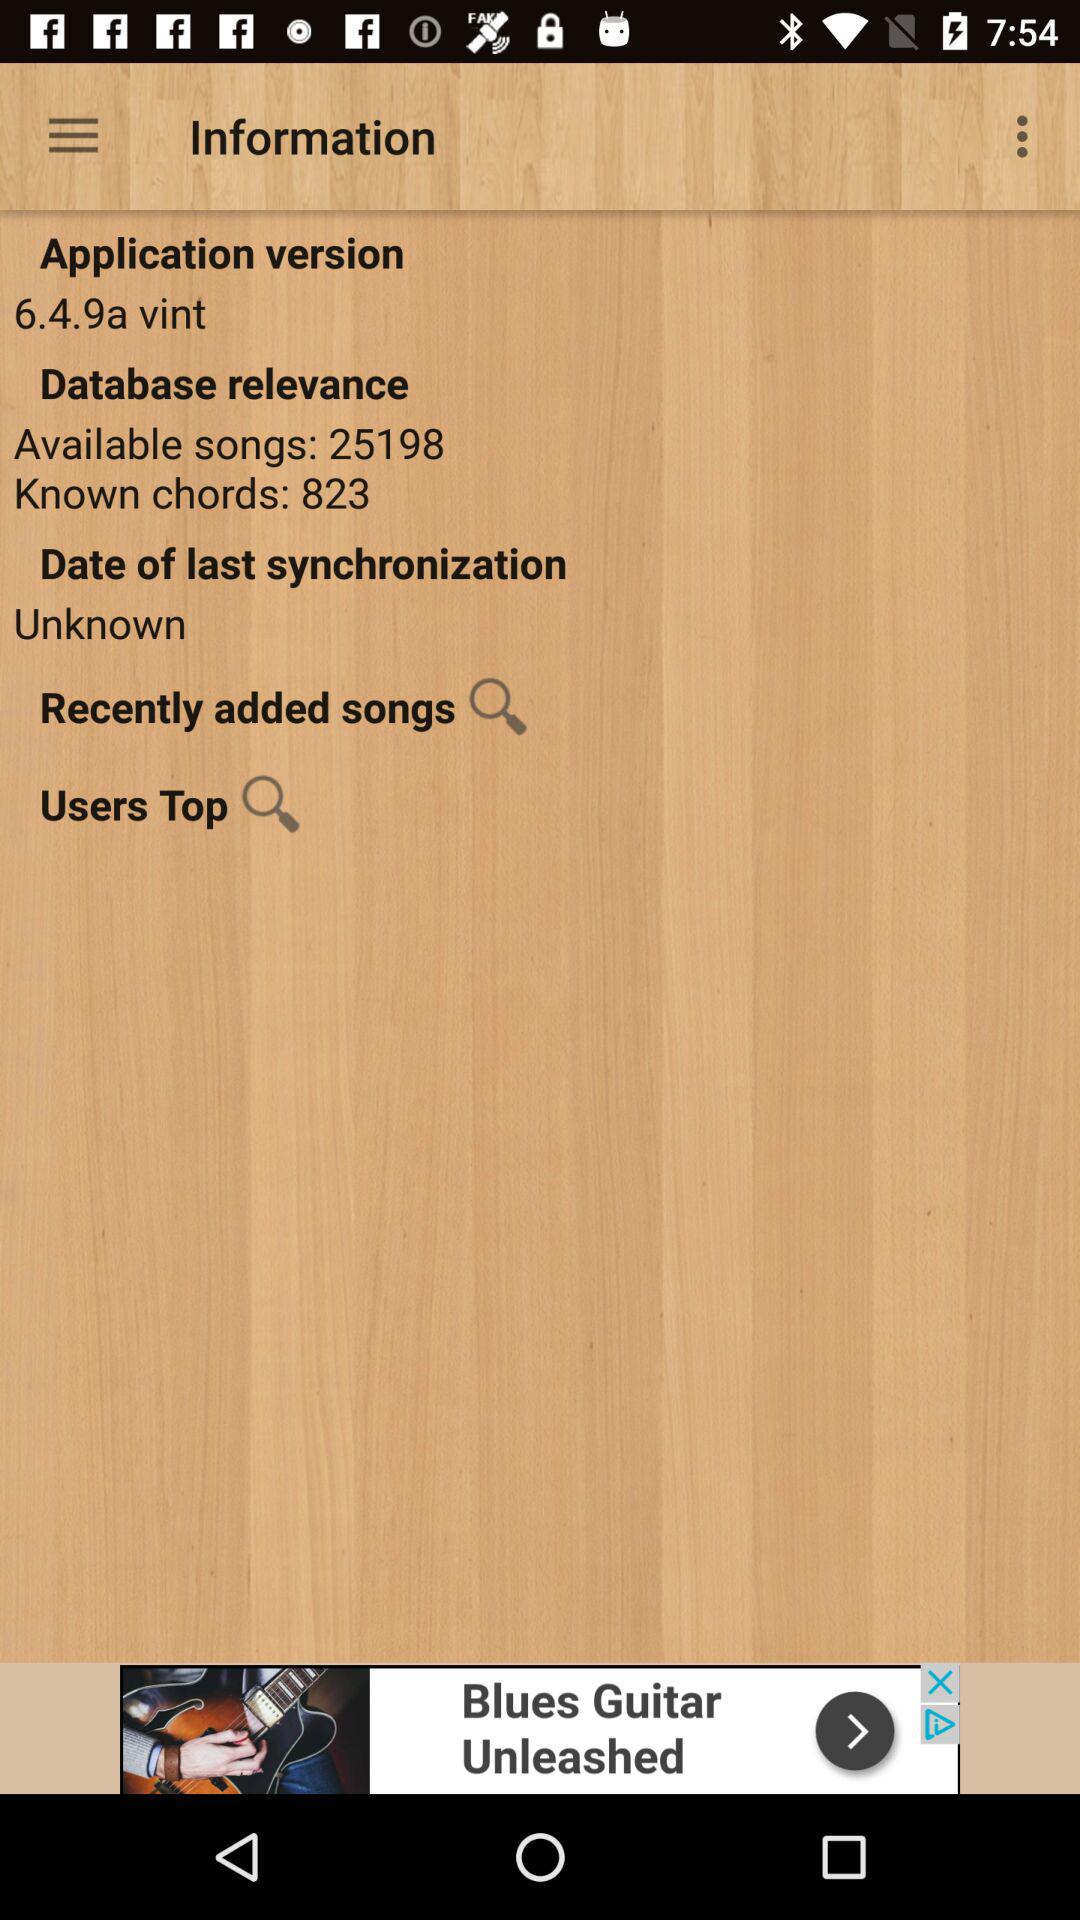 FAKE
7:54
Information
Application version
6.4.9a vint
Database relevance
Available songs: 25198
Known chords: 823
Date of last synchronization
Unknown
Recently added songs
Users Top
Blues Guitar
Unleashed